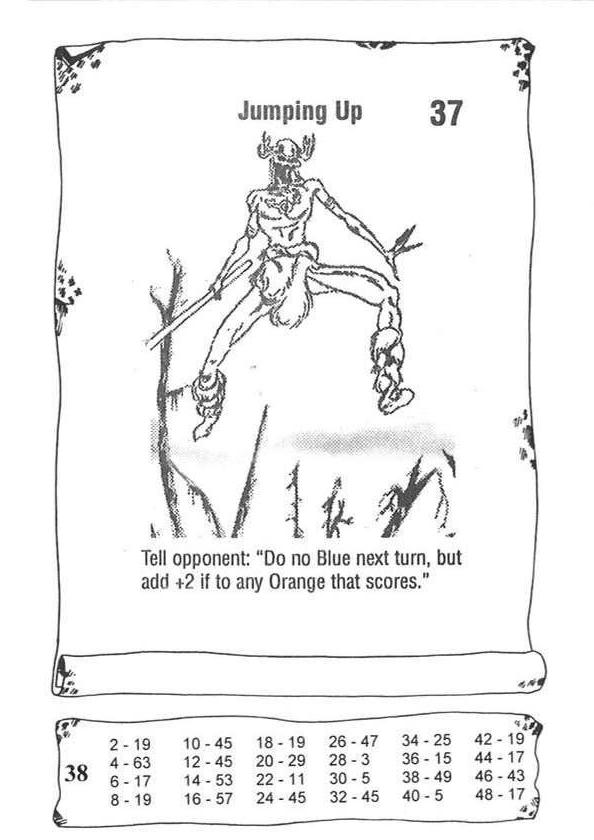 Jumping Up 37
Tell opponent: “Do no Blue next turn, but
add +2 if to any Orange that scores.”
38
2 - 19 10 - 45 18 - 19 26 - 47 34 - 25 42 - 19
4 - 63 12 - 45 20 - 29 28 - 3 36 - 15 44 - 17
6 - 17 14 - 53 22 - 11 30 - 5 38 - 49 46 - 43
8 - 19 16 - 57 24 - 45 32 - 45 40 - 5 48 - 17